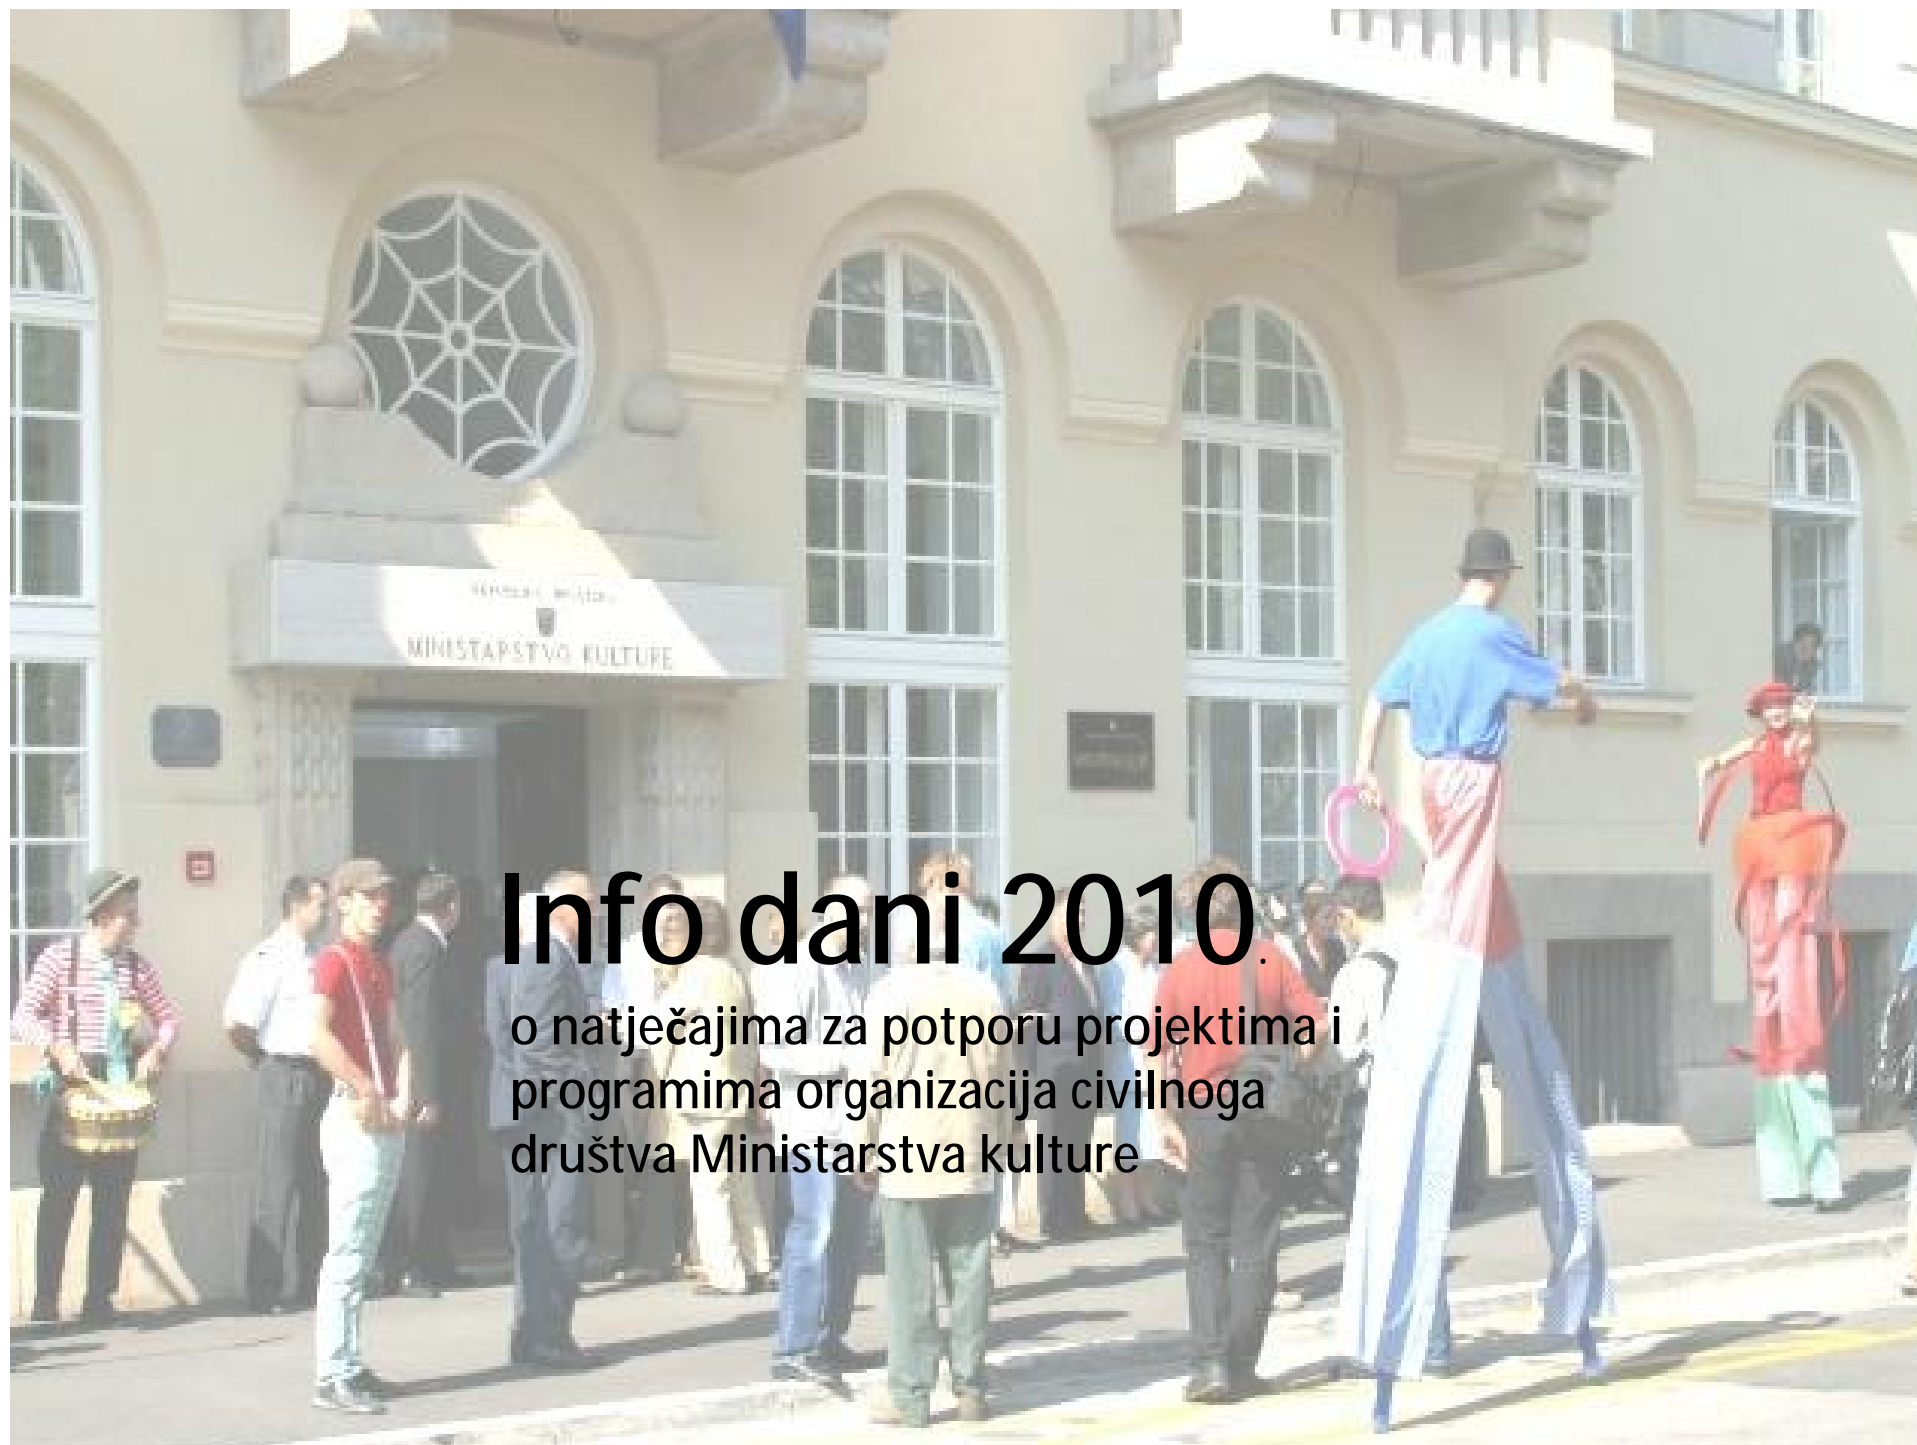 MINISTARSTVO KULTURE
Info dani 2010.
o natječajima za potporu projektima i
programima organizacija civilnoga
društva Ministarstva kulture